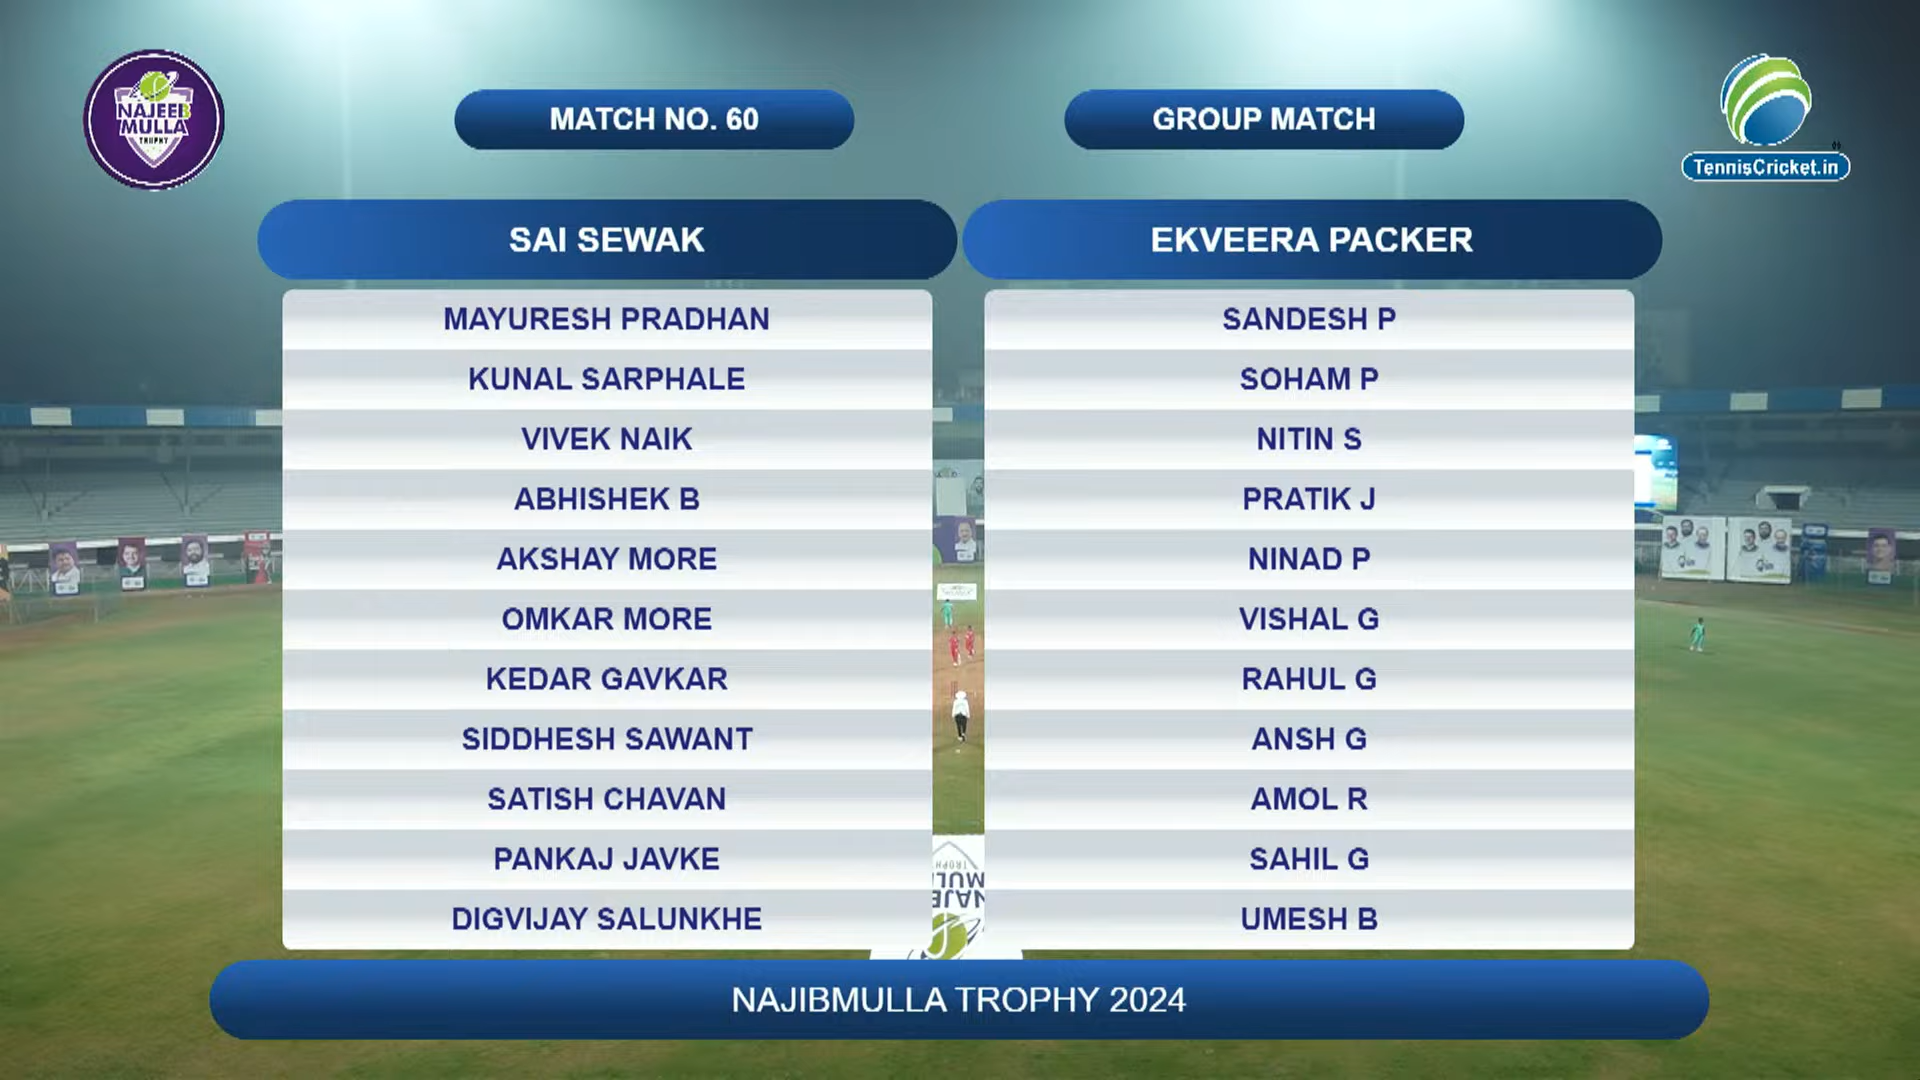 NAJEEB
MULLA
TROPHY
MATCH NO. 60
GROUP MATCH
TennisCricket.in
SAI SEWAK
EKVEERA PACKER
MAYURESH PRADHAN
SANDESH P
KUNAL SARPHALE
SOHAM P
VIVEK NAIK
NITIN S
ABHISHEK B
PRATIK J
AKSHAY MORE
NINAD P
OMKAR MORE
VISHAL G
KEDAR GAVKAR
RAHUL G
SIDDHESH SAWANT
ANSH G
SATISH CHAVAN
AMOL R
PANKAJ JAVKE
SAHIL G
DIGVIJAY SALUNKHE
UMESH B
NAJIBMULLA TROPHY 2024